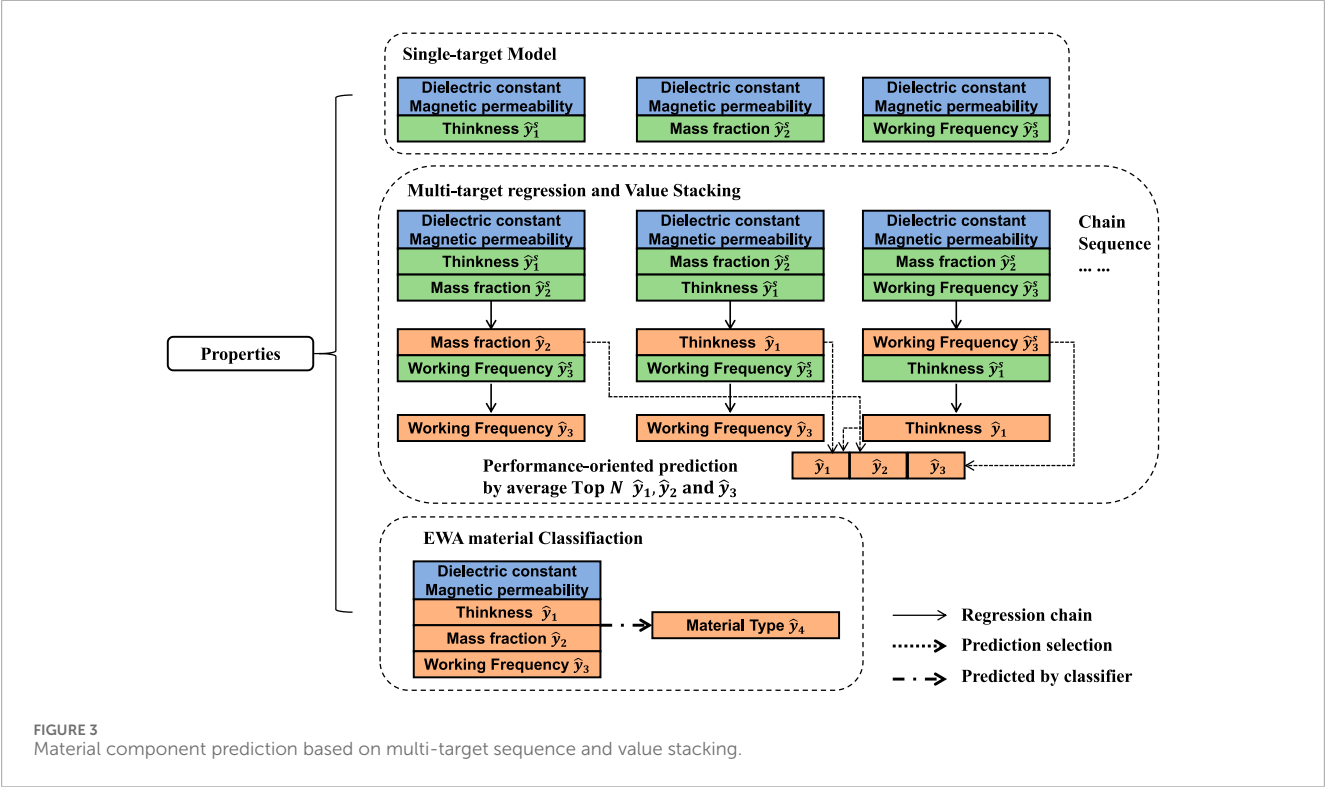 Single-target Model
Dielectric constant
Magnetic permeability
Thinkness ŷ₁ˢ
Dielectric constant
Magnetic permeability
Mass fraction ŷ₂ˢ
Dielectric constant
Magnetic permeability
Working Frequency ŷ₃ˢ
Multi-target regression and Value Stacking
Dielectric constant
Magnetic permeability
Thinkness ŷ₁ˢ
Mass fraction ŷ₂ˢ
Dielectric constant
Magnetic permeability
Mass fraction ŷ₂ˢ
Thinkness ŷ₁ˢ
Dielectric constant
Magnetic permeability
Mass fraction ŷ₂ˢ
Working Frequency ŷ₃ˢ
Chain
Sequence
... ...
Mass fraction ŷ₂
Working Frequency ŷ₃ˢ
Thinkness ŷ₁
Working Frequency ŷ₃ˢ
Working Frequency ŷ₃ˢ
Thinkness ŷ₁ˢ
Properties
Working Frequency ŷ₃
Working Frequency ŷ₃
Thinkness ŷ₁
Performance-oriented prediction
by average Top N ŷ₁, ŷ₂ and ŷ₃
ŷ₁ ŷ₂ ŷ₃
EWA material Classifiaction
Dielectric constant
Magnetic permeability
Thinkness ŷ₁
Mass fraction ŷ₂
Working Frequency ŷ₃
Material Type ŷ₄
Regression chain
Prediction selection
Predicted by classifier
FIGURE 3
Material component prediction based on multi-target sequence and value stacking.